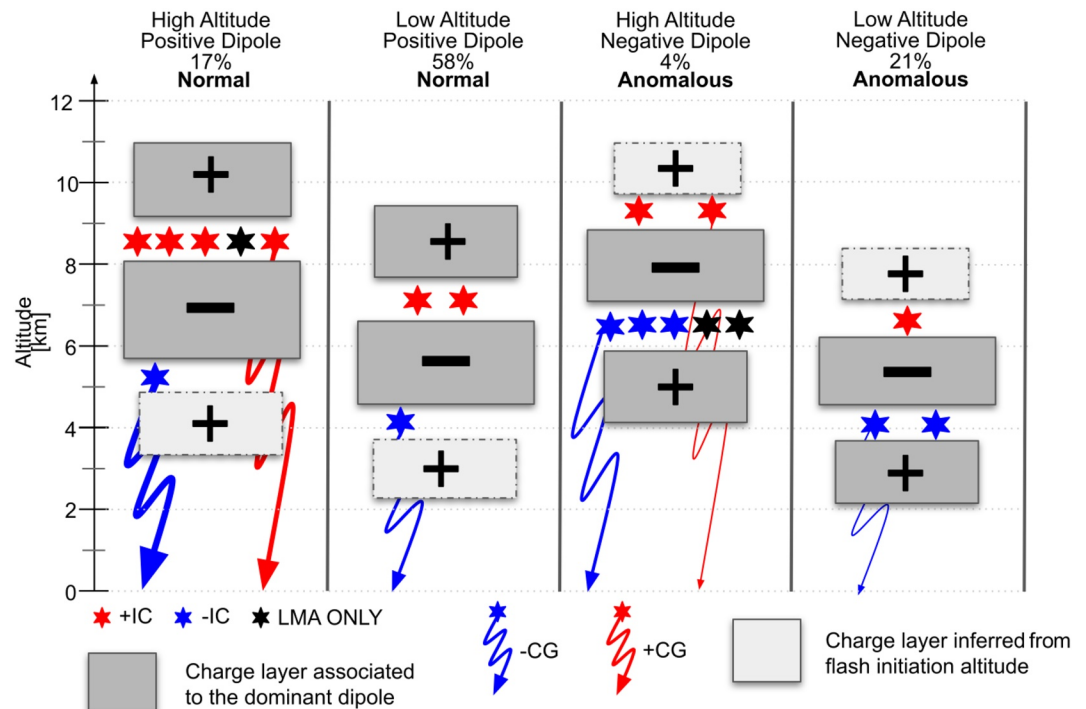 High Altitude
Positive Dipole
17%
Normal
Low Altitude
Positive Dipole
58%
Normal
High Altitude
Negative Dipole
4%
Anomalous
Low Altitude
Negative Dipole
21%
Anomalous
12
10
8
6
4
2
0
Altitude
[km]
+
−
+
+
−
+
+
−
+
+
−
+
+IC
-IC
LMA ONLY
-CG
+CG
Charge layer associated
to the dominant dipole
Charge layer inferred from
flash initiation altitude